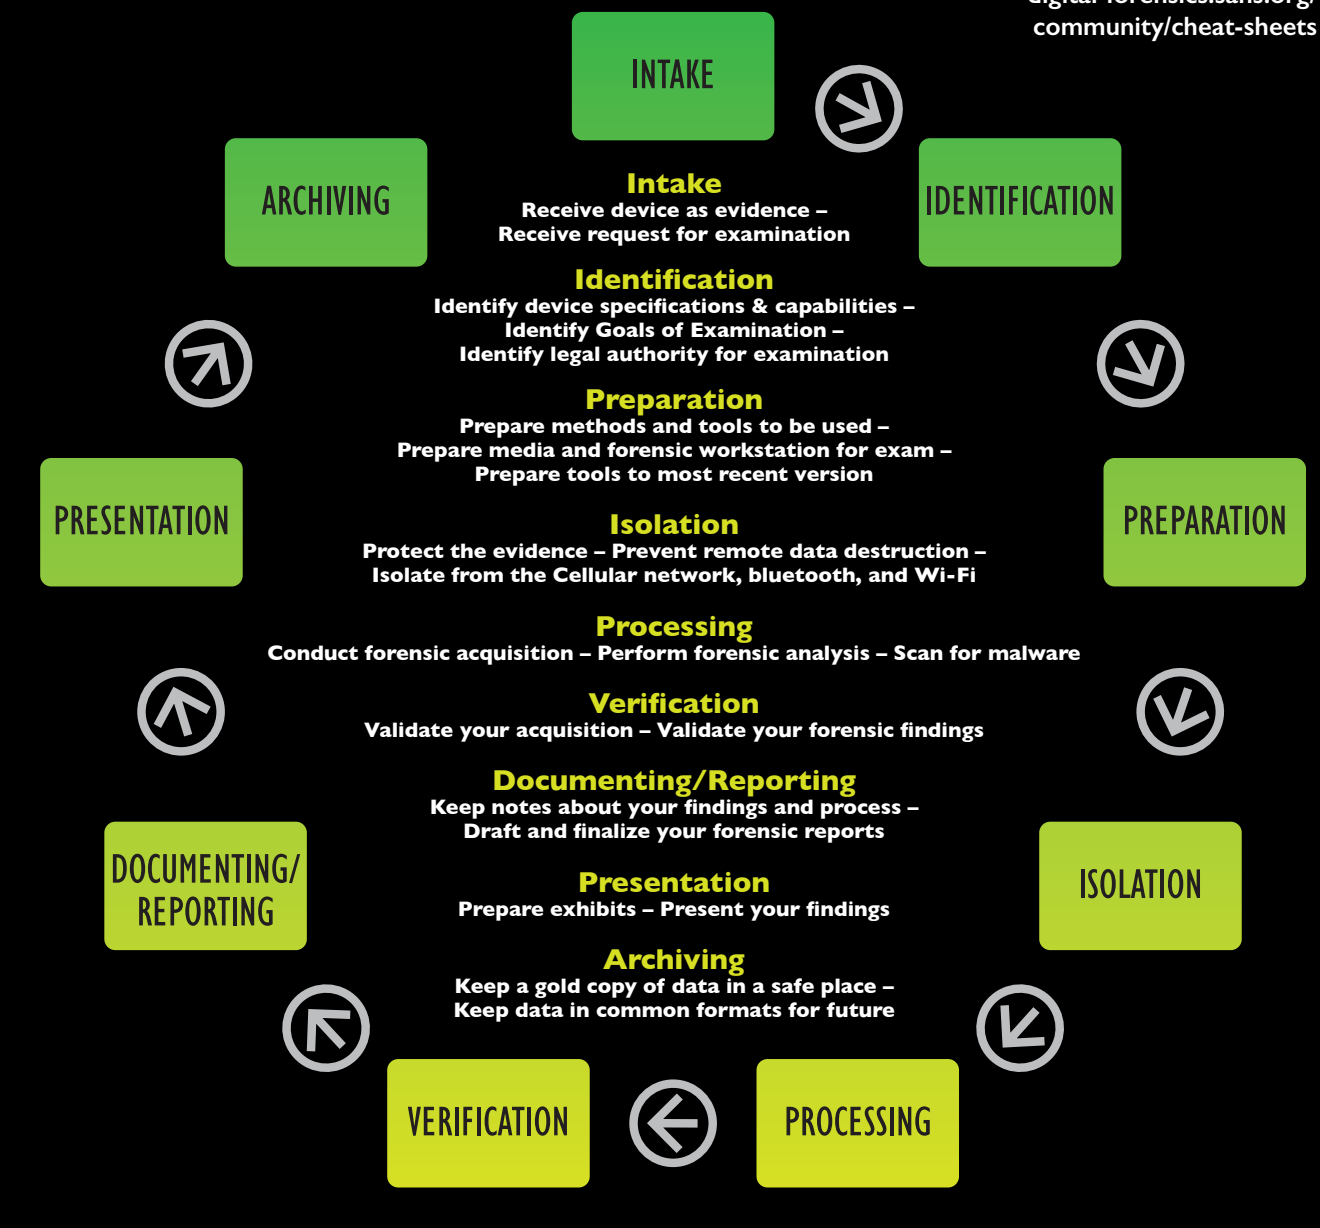 digital-forensics.sans.org/
community/cheat-sheets
INTAKE
ARCHIVING
IDENTIFICATION
Intake
Receive device as evidence –
Receive request for examination
Identification
Identify device specifications & capabilities –
Identify Goals of Examination –
Identify legal authority for examination
Preparation
Prepare methods and tools to be used –
Prepare media and forensic workstation for exam –
Prepare tools to most recent version
PRESENTATION
PREPARATION
Isolation
Protect the evidence – Prevent remote data destruction –
Isolate from the Cellular network, bluetooth, and Wi-Fi
Processing
Conduct forensic acquisition – Perform forensic analysis – Scan for malware
Verification
Validate your acquisition – Validate your forensic findings
Documenting/Reporting
Keep notes about your findings and process –
Draft and finalize your forensic reports
DOCUMENTING/
REPORTING
ISOLATION
Presentation
Prepare exhibits – Present your findings
Archiving
Keep a gold copy of data in a safe place –
Keep data in common formats for future
VERIFICATION
PROCESSING